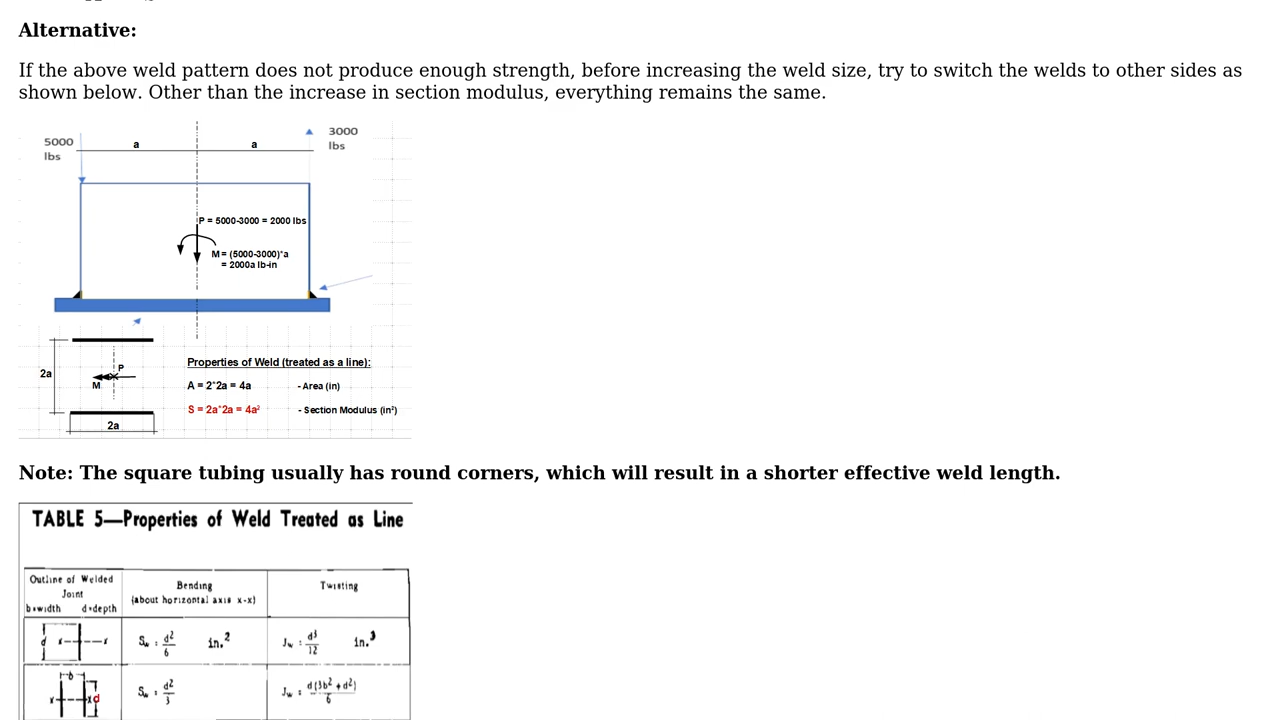 Alternative:
If the above weld pattern does not produce enough strength, before increasing the weld size, try to switch the welds to other sides as
shown below. Other than the increase in section modulus, everything remains the same.
5000
lbs
a
a
3000
lbs
P = 5000-3000 = 2000 lbs
M = (5000-3000)*a
= 2000a lb-in
2a
P
M
2a
Properties of Weld (treated as a line):
A = 2*2a = 4a - Area (in)
S = 2a*2a = 4a² - Section Modulus (in²)
Note: The square tubing usually has round corners, which will result in a shorter effective weld length.
TABLE 5—Properties of Weld Treated as Line
Outline of Welded
Joint
b=width d=depth
Bending
(about horizontal axis x-x)
Twisting
d x x
Sw = d²/6 in.²
Jw = d³/12 in.³
b
x x d
Sw = d²/3
Jw = d(3b² + d²)/6